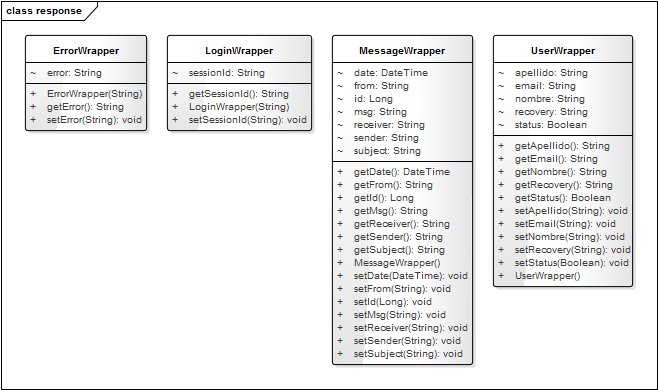 class response
ErrorWrapper
~ error: String
+ ErrorWrapper(String)
+ getError(): String
+ setError(String): void
LoginWrapper
~ sessionId: String
+ getSessionId(): String
+ LoginWrapper(String)
+ setSessionId(String): void
MessageWrapper
~ date: DateTime
~ from: String
~ id: Long
~ msg: String
~ receiver: String
~ sender: String
~ subject: String
+ getDate(): DateTime
+ getFrom(): String
+ getId(): Long
+ getMsg(): String
+ getReceiver(): String
+ getSender(): String
+ getSubject(): String
+ MessageWrapper()
+ setDate(DateTime): void
+ setFrom(String): void
+ setId(Long): void
+ setMsg(String): void
+ setReceiver(String): void
+ setSender(String): void
+ setSubject(String): void
UserWrapper
~ apellido: String
~ email: String
~ nombre: String
~ recovery: String
~ status: Boolean
+ getApellido(): String
+ getEmail(): String
+ getNombre(): String
+ getRecovery(): String
+ getStatus(): Boolean
+ setApellido(String): void
+ setEmail(String): void
+ setNombre(String): void
+ setRecovery(String): void
+ setStatus(Boolean): void
+ UserWrapper()